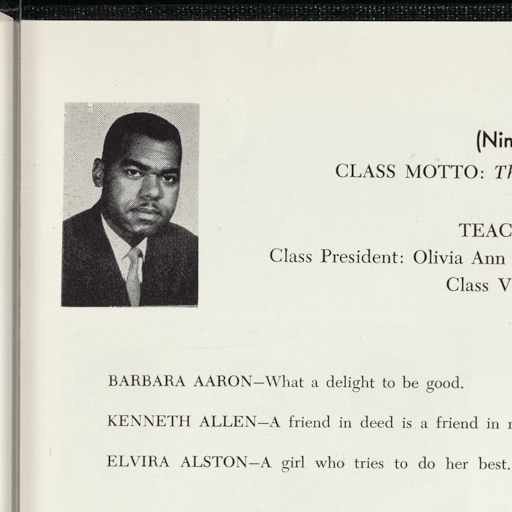 (Nin
CLASS MOTTO: Th
TEAC
Class President: Olivia Ann
Class V
BARBARA AARON—What a delight to be good.
KENNETH ALLEN—A friend in deed is a friend in
ELVIRA ALSTON—A girl who tries to do her best.